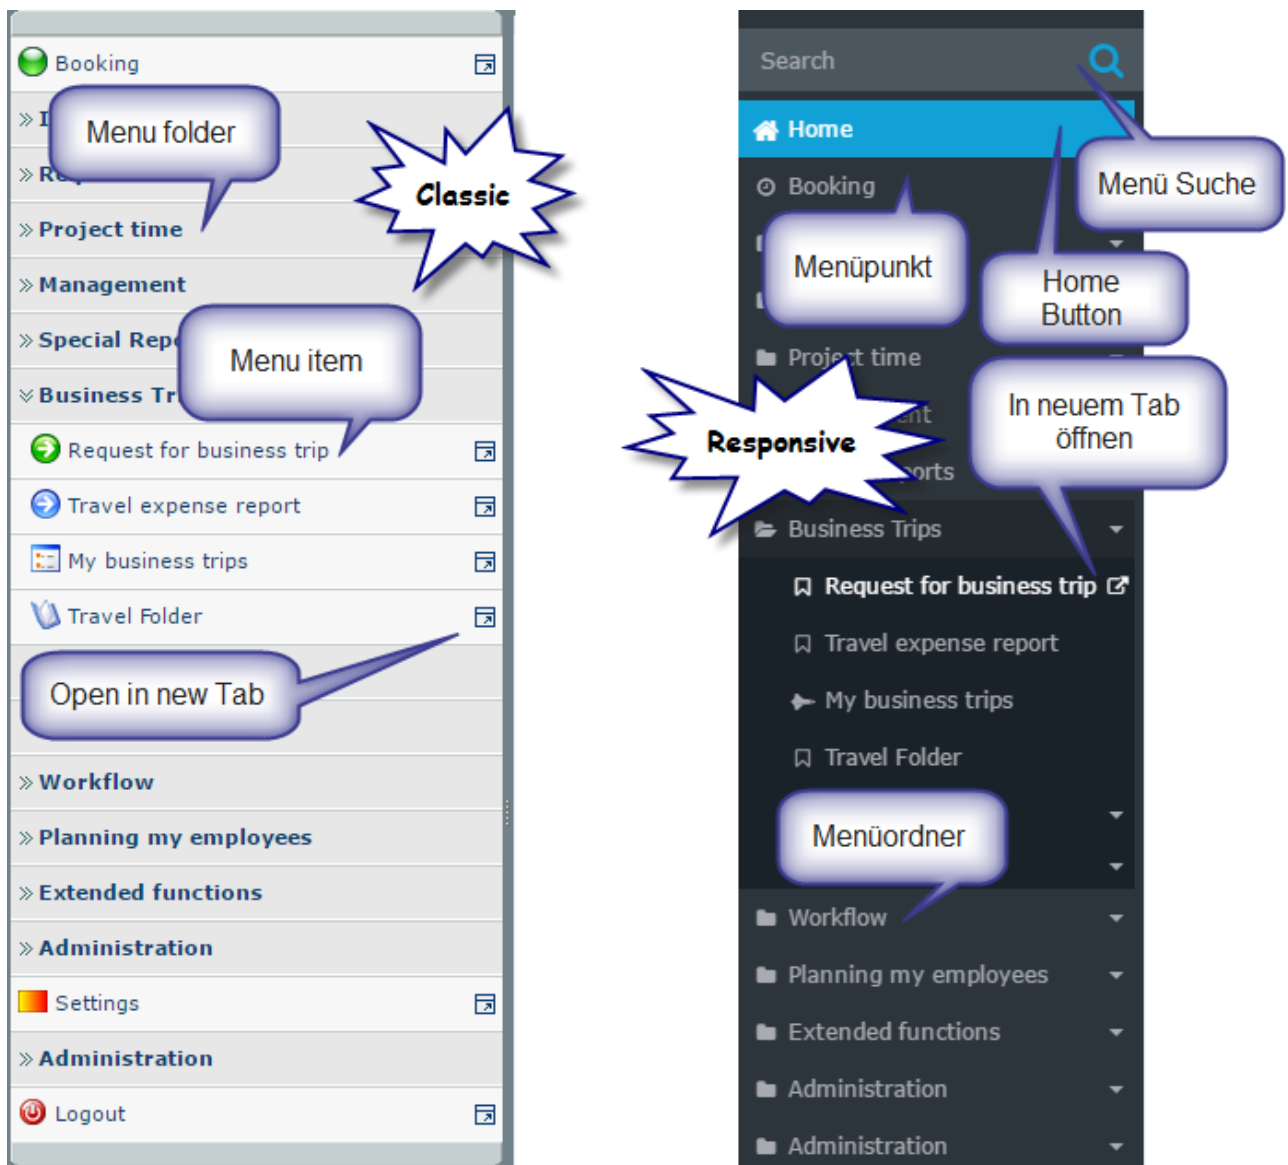 Booking
Menu folder
Project time
Classic
Management
Special Rep
Menu item
Business Tr
Request for business trip
Travel expense report
My business trips
Travel Folder
Open in new Tab
Workflow
Planning my employees
Extended functions
Administration
Settings
Administration
Logout
Search
Home
Menü Suche
Booking
Menüpunkt
Home
Button
Project time
In neuem Tab
öffnen
Responsive
Business Trips
Request for business trip
Travel expense report
My business trips
Travel Folder
Menüordner
Workflow
Planning my employees
Extended functions
Administration
Administration